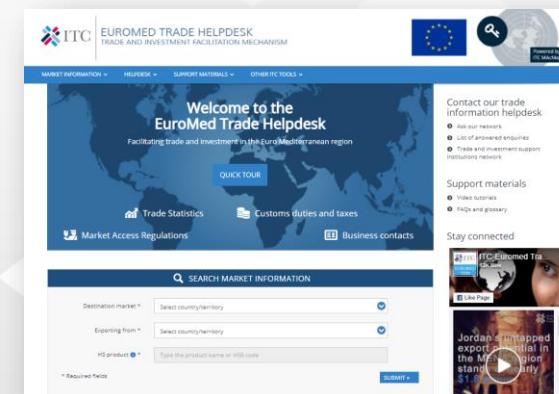 ITC
EUROMED TRADE HELPDESK
TRADE AND INVESTMENT FACILITATION MECHANISM
Powered by
ITC MAcMap
MARKET INFORMATION
HELPDESK
SUPPORT MATERIALS
OTHER ITC TOOLS
Welcome to the
EuroMed Trade Helpdesk
Facilitating trade and investment in the Euro Mediterranean region
QUICK TOUR
Trade Statistics
Customs duties and taxes
Market Access Regulations
Business contacts
SEARCH MARKET INFORMATION
Destination market *
Select country/territory
Exporting from *
Select country/territory
HS product *
Type the product name or HS6 code
* Required fields
SUBMIT »
Contact our trade
information helpdesk
Ask our network
List of answered enquiries
Trade and investment support
institutions network
Support materials
Video tutorials
FAQs and glossary
Stay connected
ITC Euromed Tra
Like Page
Jordan's untapped
export potential in
the MENA region